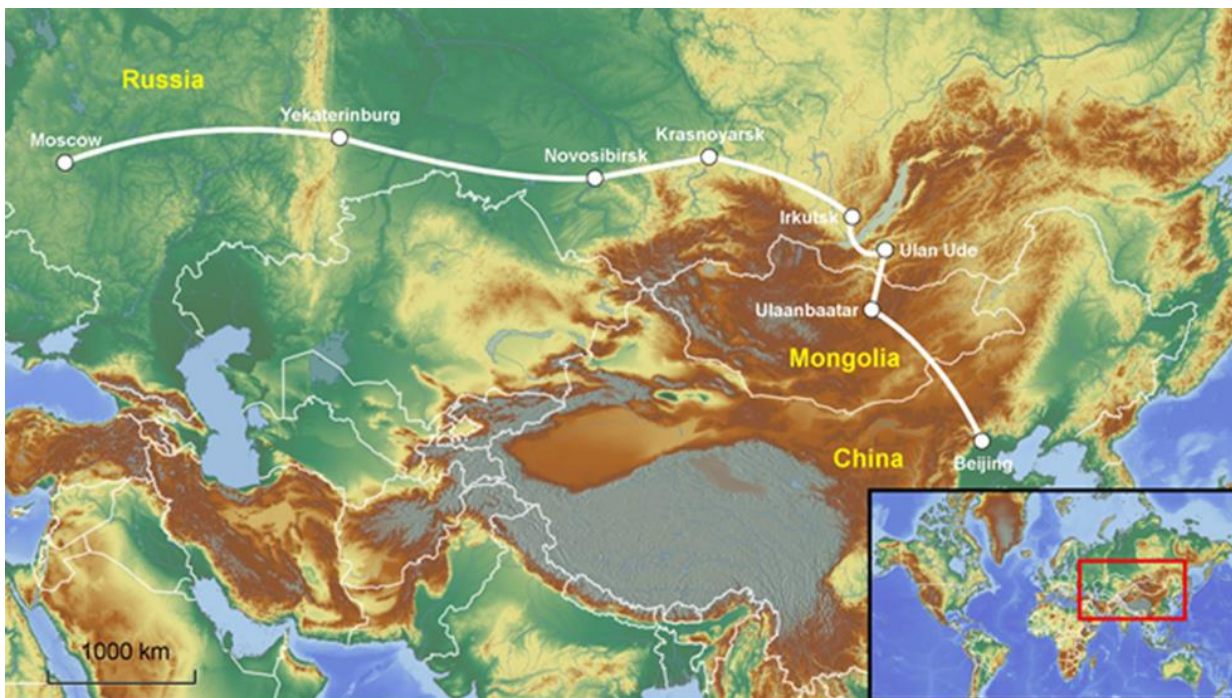 Russia
Yekaterinburg
Moscow
Krasnoyarsk
Novosibirsk
Irkutsk
Ulan Ude
Ulaanbaatar
Mongolia
China
Beijing
1000 km